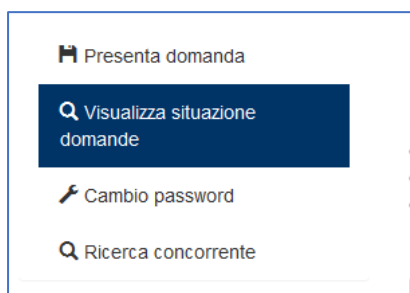 Presenta domanda
Visualizza situazione
domande
Cambio password
Ricerca concorrente